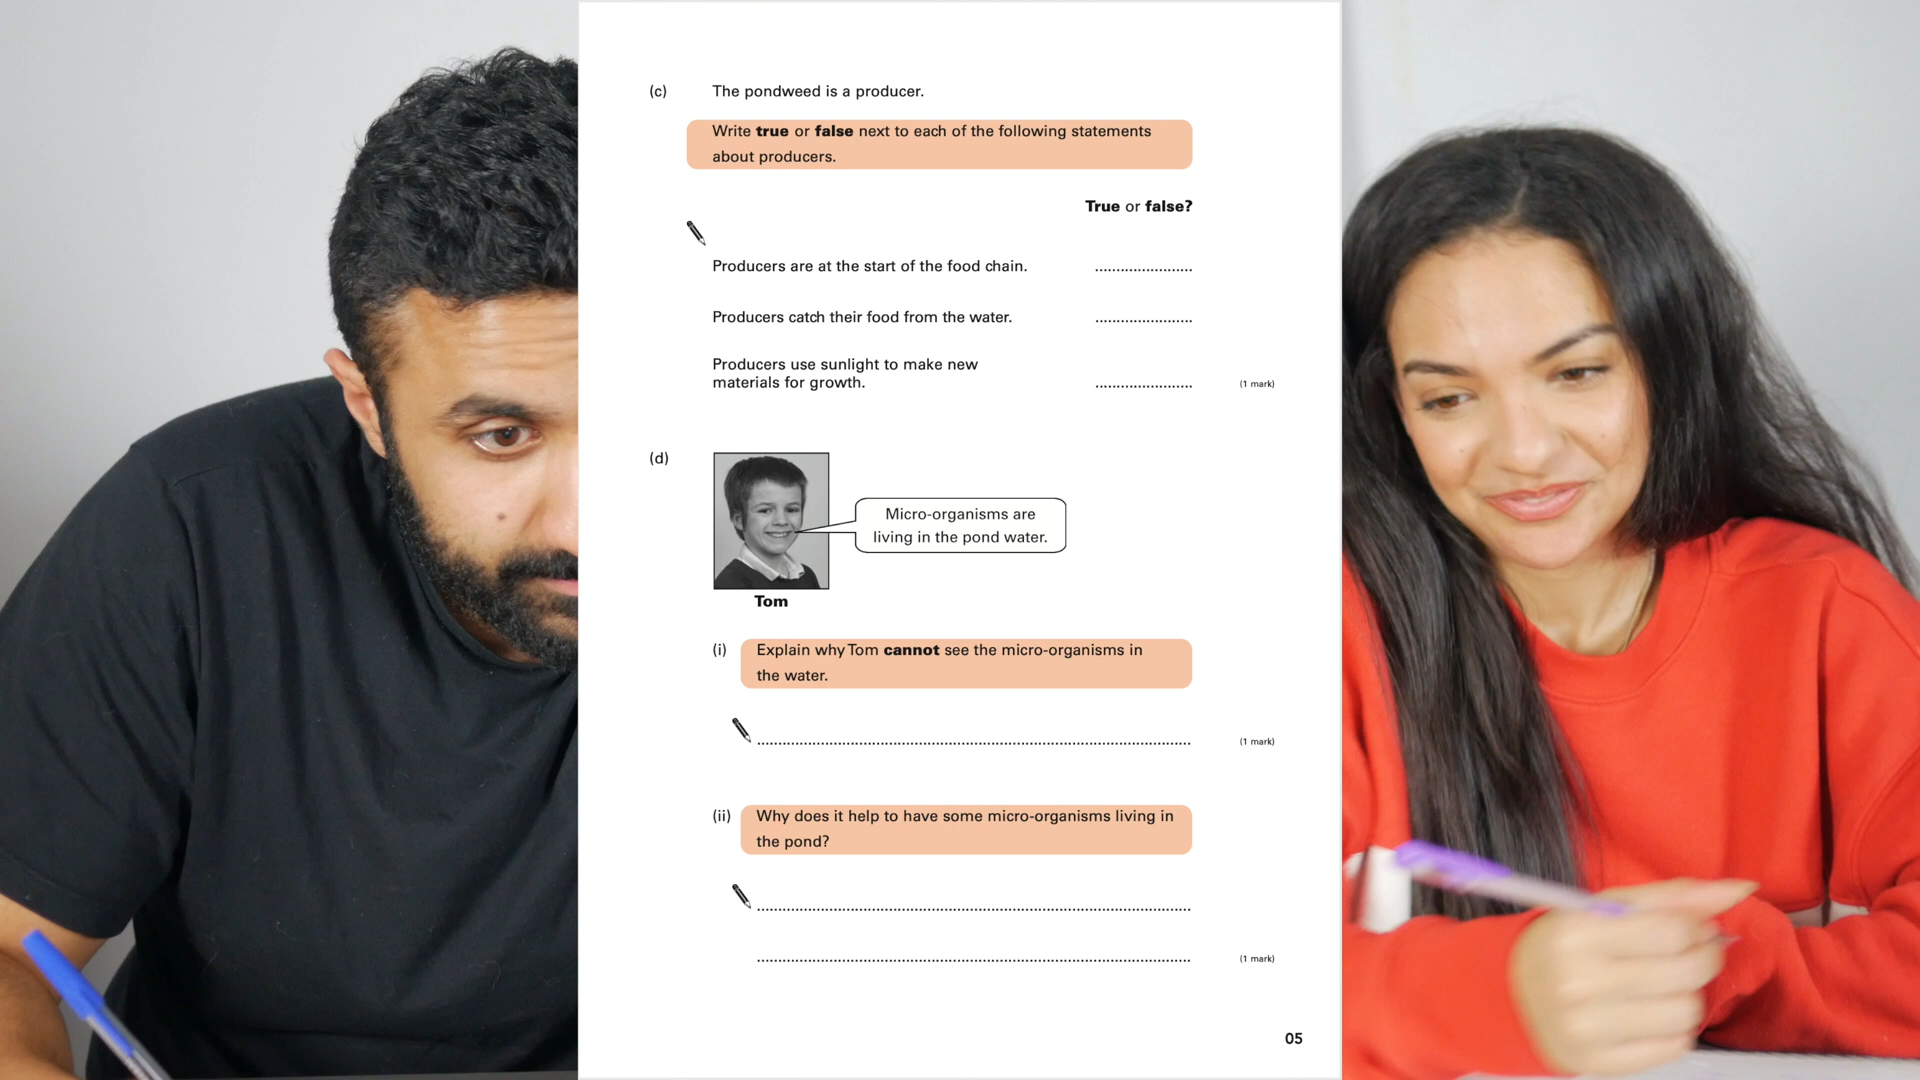 (c) The pondweed is a producer.
Write true or false next to each of the following statements
about producers.
True or false?
Producers are at the start of the food chain. .......................
Producers catch their food from the water. .......................
Producers use sunlight to make new
materials for growth. ....................... (1 mark)
(d)
Micro-organisms are
living in the pond water.
Tom
(i) Explain why Tom cannot see the micro-organisms in
the water.
(1 mark)
(ii) Why does it help to have some micro-organisms living in
the pond?
(1 mark)
05